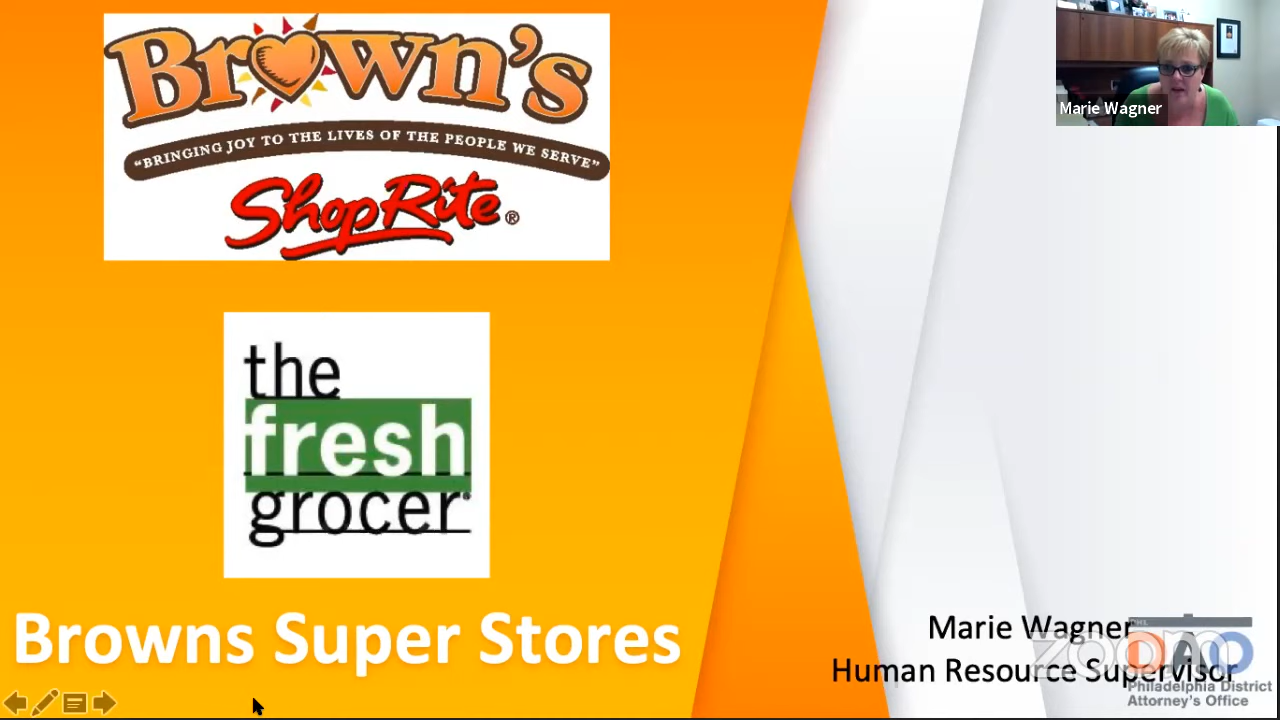 Brown's
"BRINGING JOY TO THE LIVES OF THE PEOPLE WE SERVE"
ShopRite®
the
fresh
grocer®
Browns Super Stores
Marie Wagner
Marie Wagner
Human Resource Supervisor
zoom
DAO
Philadelphia District
Attorney's Office